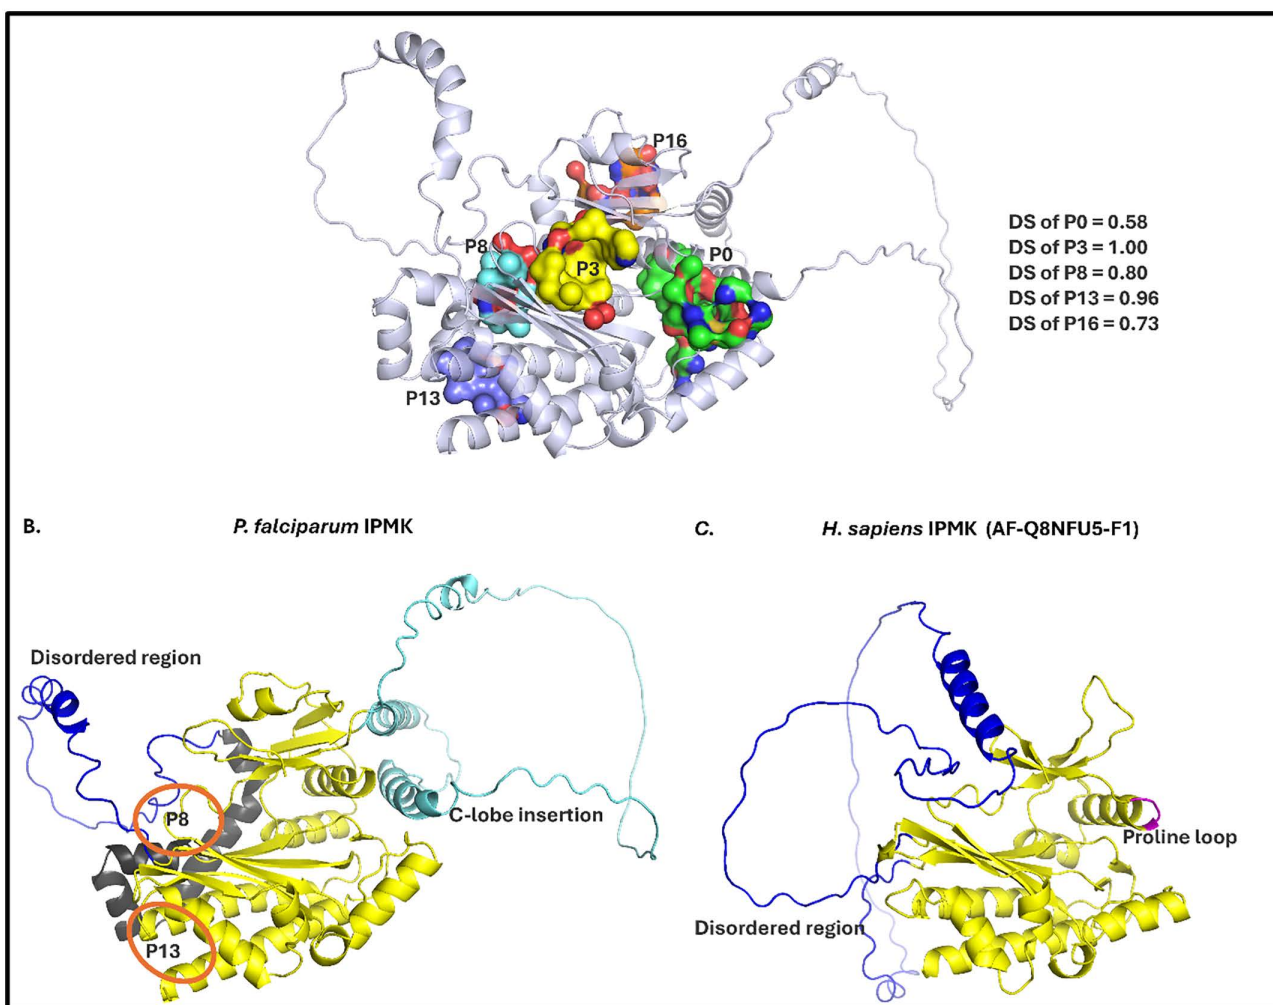 P16
P8
P3
P0
P13
DS of P0 = 0.58
DS of P3 = 1.00
DS of P8 = 0.80
DS of P13 = 0.96
DS of P16 = 0.73
B.
P. falciparum IPMK
Disordered region
P8
C-lobe insertion
P13
C.
H. sapiens IPMK (AF-Q8NFU5-F1)
Proline loop
Disordered region